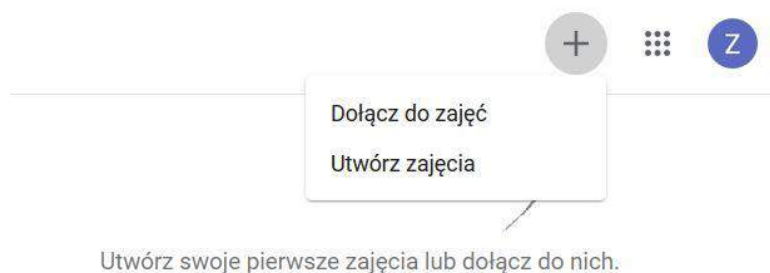 Z
Dołącz do zajęć
Utwórz zajęcia
Utwórz swoje pierwsze zajęcia lub dołącz do nich.